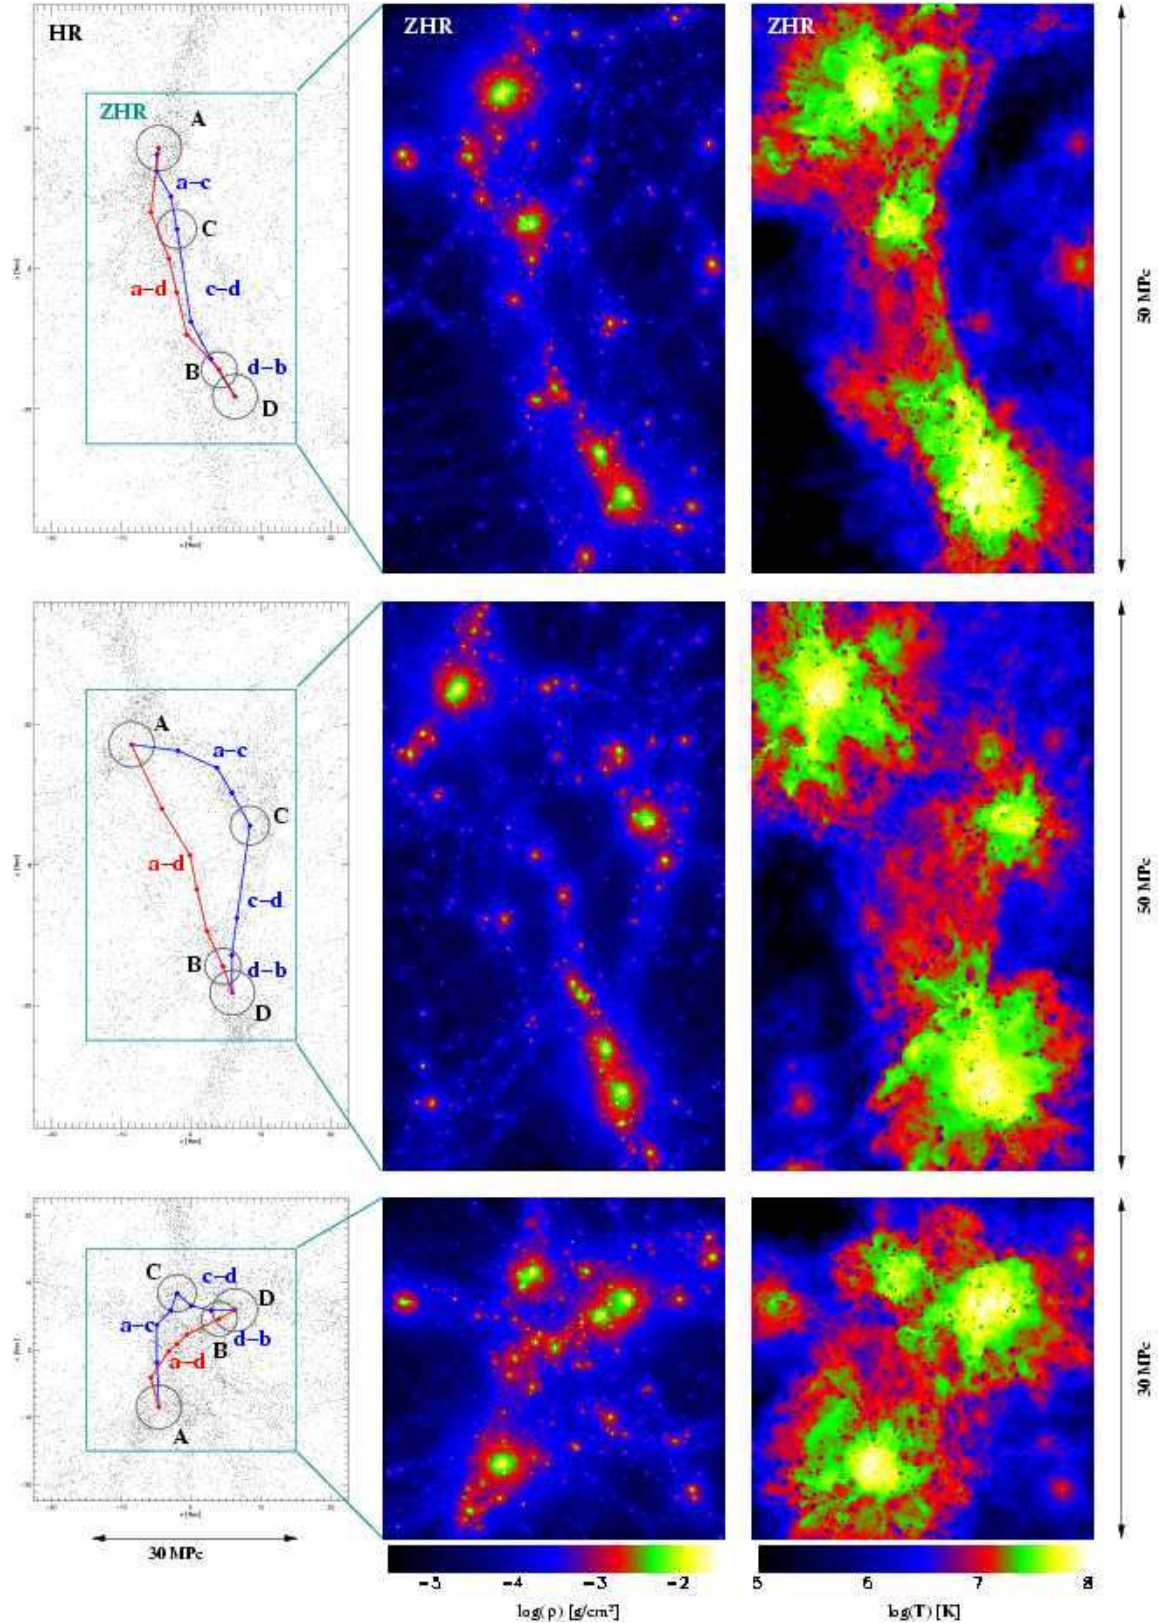 HR
ZHR
A
a-c
C
a-d
c-d
B
d-b
D
ZHR
ZHR
50 MPc
A
a-c
C
a-d
c-d
B
d-b
D
50 MPc
C
c-d
D
a-c
B
d-b
a-d
A
30 MPc
30 MPc
-5 -4 -3 -2
log(ρ) [g/cm²]
5 6 7 8
log(T) [K]